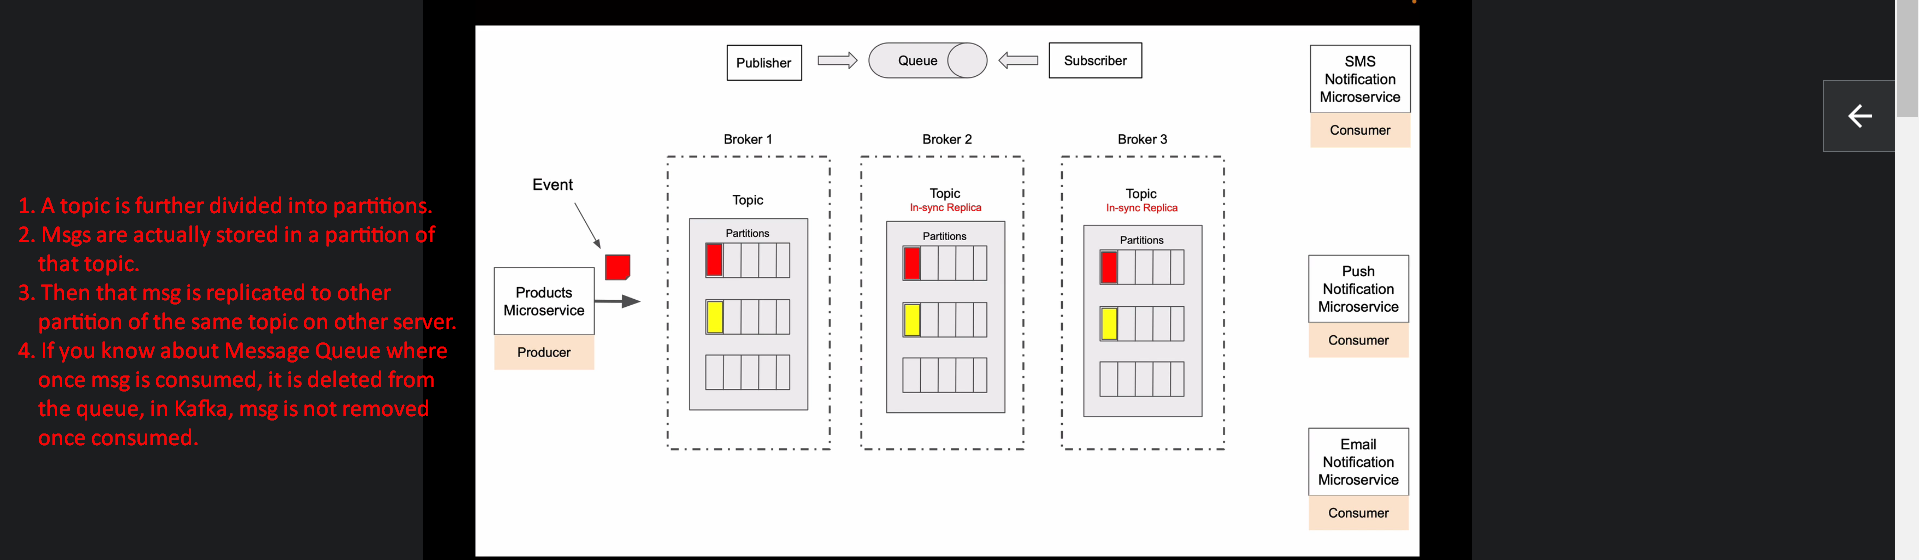 1. A topic is further divided into partitions.
2. Msgs are actually stored in a partition of
that topic.
3. Then that msg is replicated to other
partition of the same topic on other server.
4. If you know about Message Queue where
once msg is consumed, it is deleted from
the queue, in Kafka, msg is not removed
once consumed.
Publisher
Queue
Subscriber
Event
Products
Microservice
Producer
Broker 1
Topic
Partitions
Broker 2
Topic
In-sync Replica
Partitions
Broker 3
Topic
In-sync Replica
Partitions
SMS
Notification
Microservice
Consumer
Push
Notification
Microservice
Consumer
Email
Notification
Microservice
Consumer